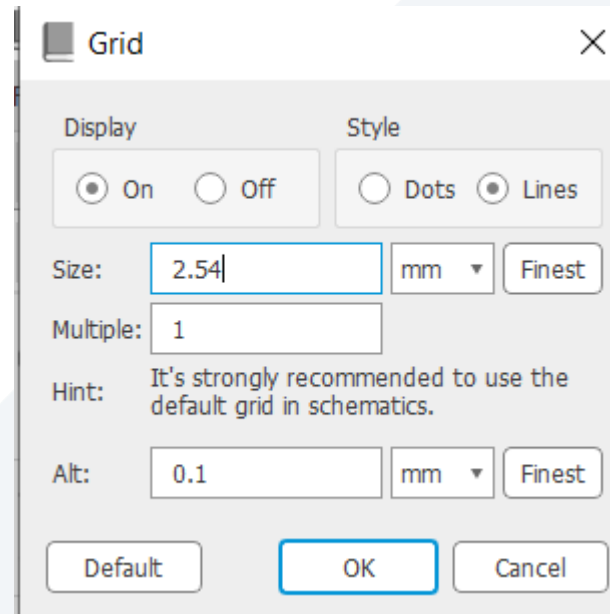 Grid
Display Style
On Off Dots Lines
Size: 2.54 mm Finest
Multiple: 1
Hint: It's strongly recommended to use the
default grid in schematics.
Alt: 0.1 mm Finest
Default OK Cancel